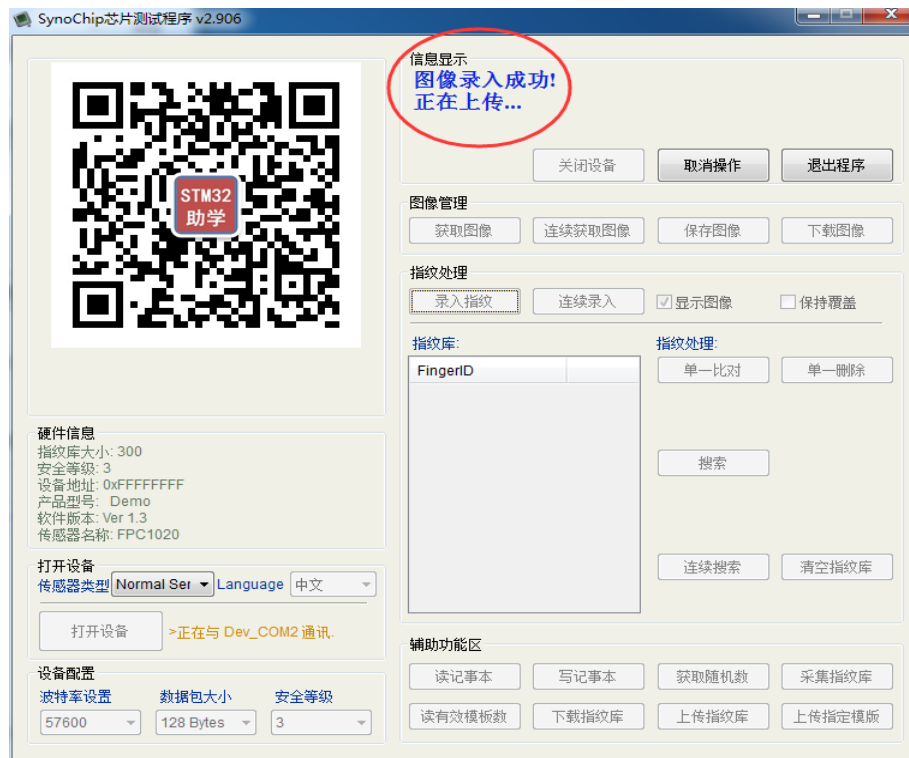 SynoChip芯片测试程序 v2.906
STM32
助学
信息显示
图像录入成功!
正在上传...
关闭设备
取消操作
退出程序
图像管理
获取图像
连续获取图像
保存图像
下载图像
指纹处理
录入指纹
连续录入
显示图像
保持覆盖
指纹库:
指纹处理:
FingerID
单一比对
单一删除
搜索
连续搜索
清空指纹库
硬件信息
指纹库大小: 300
安全等级: 3
设备地址: 0xFFFFFFFF
产品型号: Demo
软件版本: Ver 1.3
传感器名称: FPC1020
打开设备
传感器类型 Normal Ser Language 中文
打开设备
>正在与 Dev_COM2 通讯.
设备配置
波特率设置 数据包大小 安全等级
57600 128 Bytes 3
辅助功能区
读记事本
写记事本
获取随机数
采集指纹库
读有效模板数
下载指纹库
上传指纹库
上传指定模版